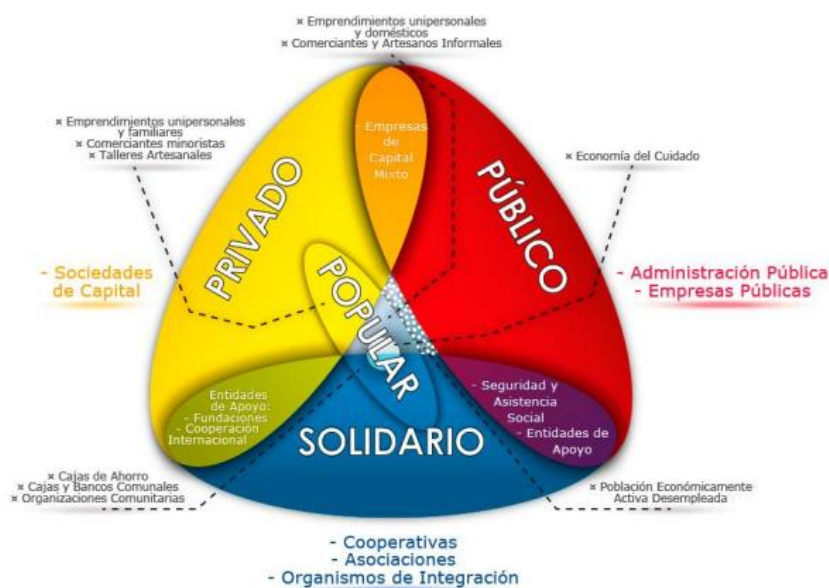 ¤ Emprendimientos unipersonales
y domésticos
¤ Comerciantes y Artesanos Informales
¤ Emprendimientos unipersonales
y familiares
¤ Comerciantes minoristas
¤ Talleres Artesanales
- Empresas
de
Capital
Mixto
¤ Economía del Cuidado
PRIVADO
PÚBLICO
- Sociedades
de Capital
POPULAR
- Administración Pública
- Empresas Públicas
Entidades
de Apoyo:
- Fundaciones
- Cooperación
Internacional
- Seguridad y
Asistencia
Social
- Entidades de
Apoyo
SOLIDARIO
¤ Cajas de Ahorro
¤ Cajas y Bancos Comunales
¤ Organizaciones Comunitarias
¤ Población Económicamente
Activa Desempleada
- Cooperativas
- Asociaciones
- Organismos de Integración